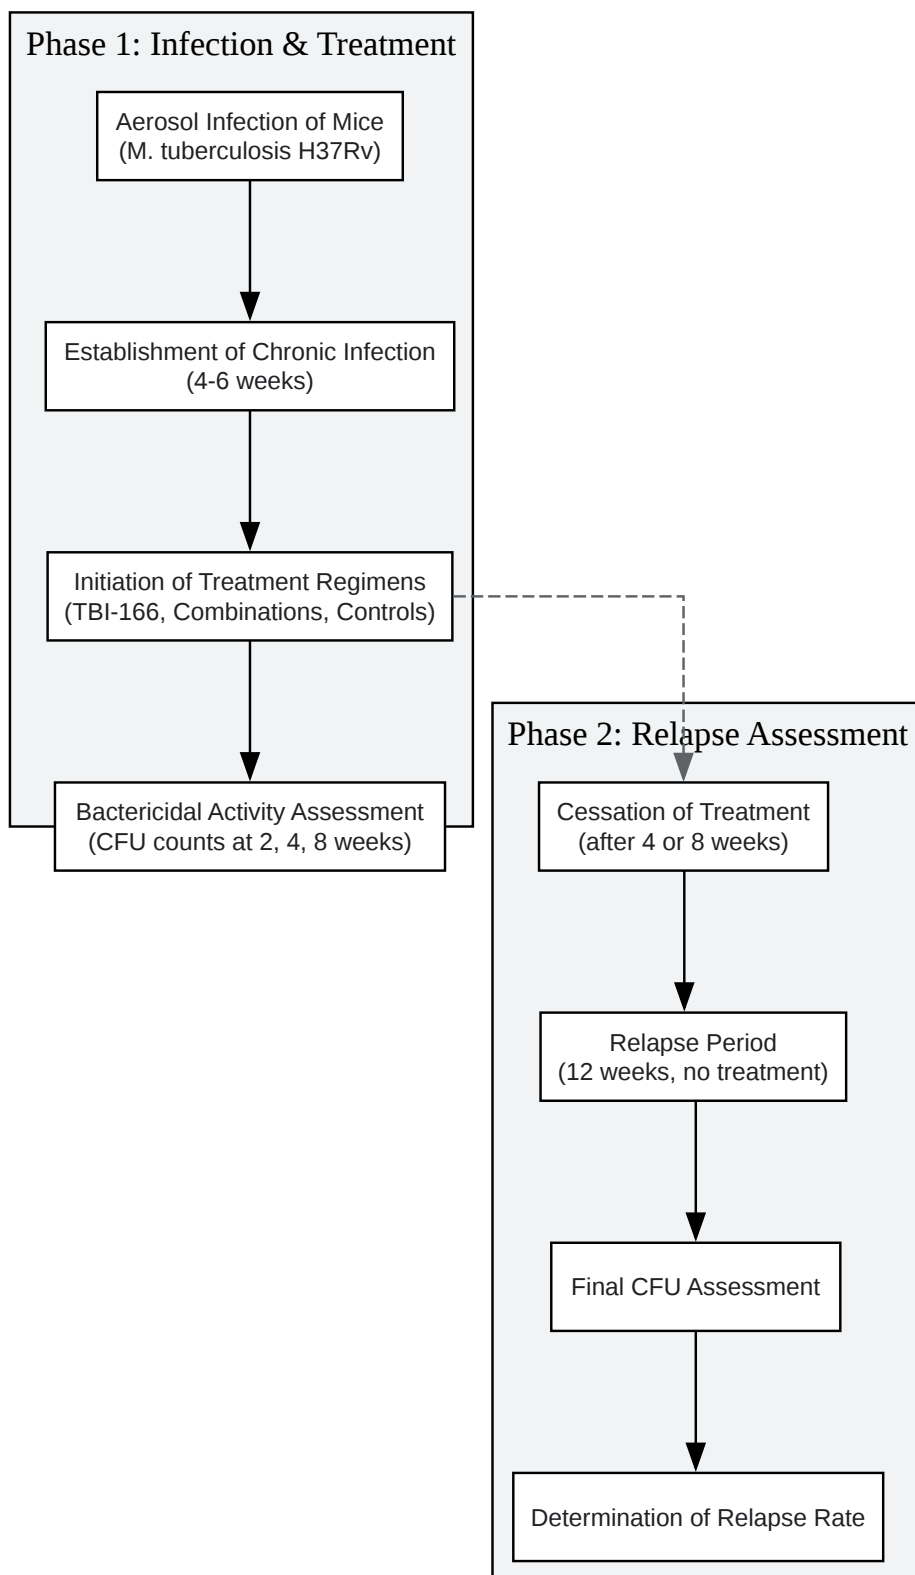 Phase 1: Infection & Treatment
Aerosol Infection of Mice
(M. tuberculosis H37Rv)
Establishment of Chronic Infection
(4-6 weeks)
Initiation of Treatment Regimens
(TBI-166, Combinations, Controls)
Bactericidal Activity Assessment
(CFU counts at 2, 4, 8 weeks)
Phase 2: Relapse Assessment
Cessation of Treatment
(after 4 or 8 weeks)
Relapse Period
(12 weeks, no treatment)
Final CFU Assessment
Determination of Relapse Rate